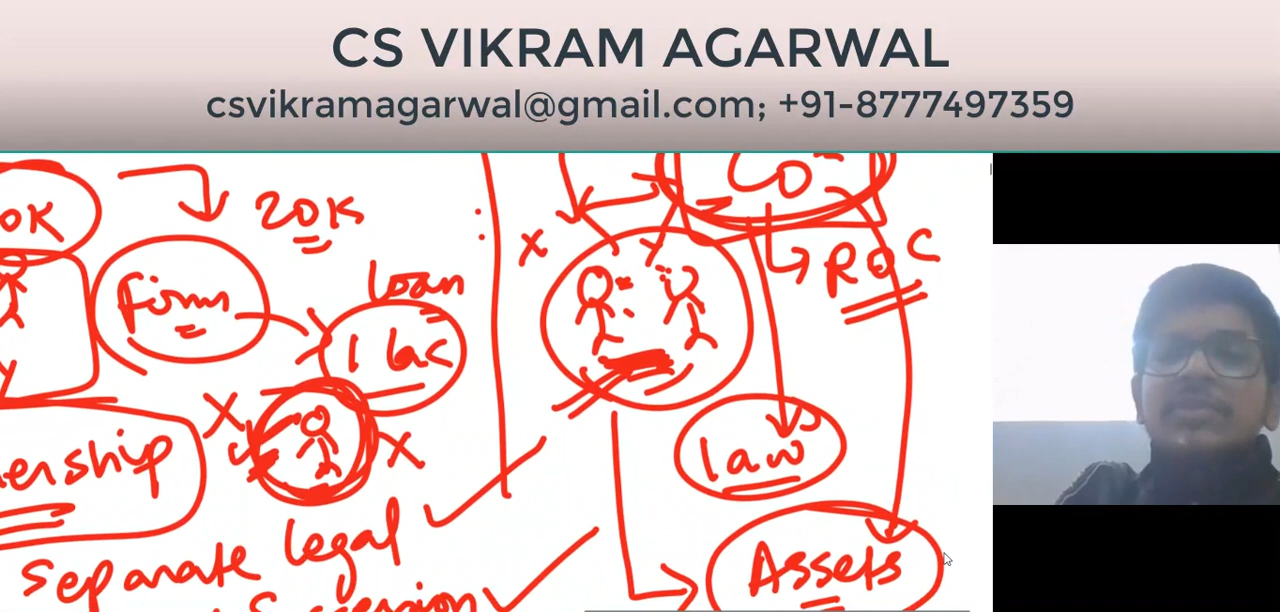 CS VIKRAM AGARWAL
csvikramagarwal@gmail.com; +91-8777497359
0K
20K
Co
ROC
firm
loan
1 lac
X
X
X
X
law
ership
Separate legal
Assets